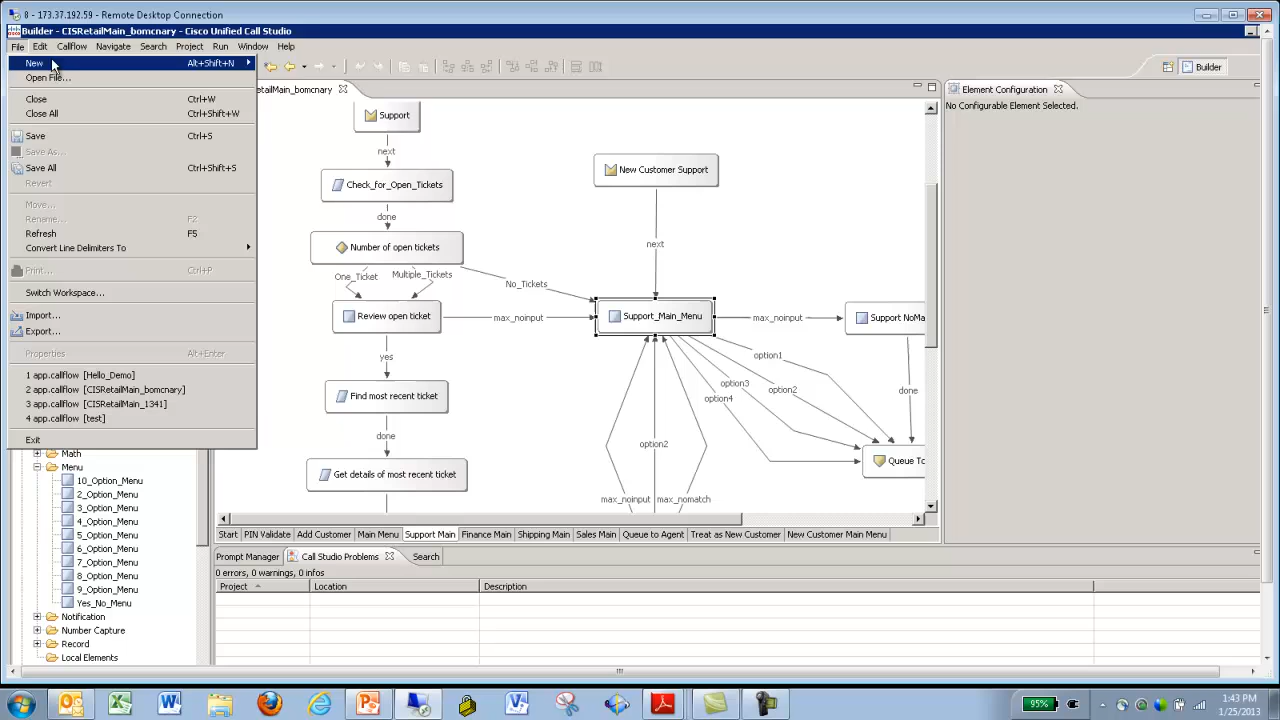 8 - 173.37.192.59 - Remote Desktop Connection
Builder - CISRetailMain_bomcnary - Cisco Unified Call Studio
File Edit Callflow Navigate Search Project Run Window Help
New Alt+Shift+N
Open File...
Close Ctrl+W
Close All Ctrl+Shift+W
Save Ctrl+S
Save As...
Save All Ctrl+Shift+S
Revert
Move...
Rename... F2
Refresh F5
Convert Line Delimiters To
Print... Ctrl+P
Switch Workspace...
Import...
Export...
Properties Alt+Enter
1 app.callflow [Hello_Demo]
2 app.callflow [CISRetailMain_bomcnary]
3 app.callflow [CISRetailMain_1341]
4 app.callflow [test]
Exit
Math
Menu
10_Option_Menu
2_Option_Menu
3_Option_Menu
4_Option_Menu
5_Option_Menu
6_Option_Menu
7_Option_Menu
8_Option_Menu
9_Option_Menu
Yes_No_Menu
Notification
Number Capture
Record
Local Elements
Builder
etailMain_bomcnary
Support
next
Check_for_Open_Tickets
done
Number of open tickets
One_Ticket Multiple_Tickets
No_Tickets
Review open ticket
max_noinput
yes
Find most recent ticket
done
Get details of most recent ticket
New Customer Support
next
Support_Main_Menu
max_noinput
Support NoMa
option1
option2
option3
option4
done
Queue To
option2
max_noinput max_nomatch
Start PIN Validate Add Customer Main Menu Support Main Finance Main Shipping Main Sales Main Queue to Agent Treat as New Customer New Customer Main Menu
Element Configuration
No Configurable Element Selected.
Prompt Manager Call Studio Problems Search
0 errors, 0 warnings, 0 infos
Project Location Description
95%
1:43 PM
1/25/2013